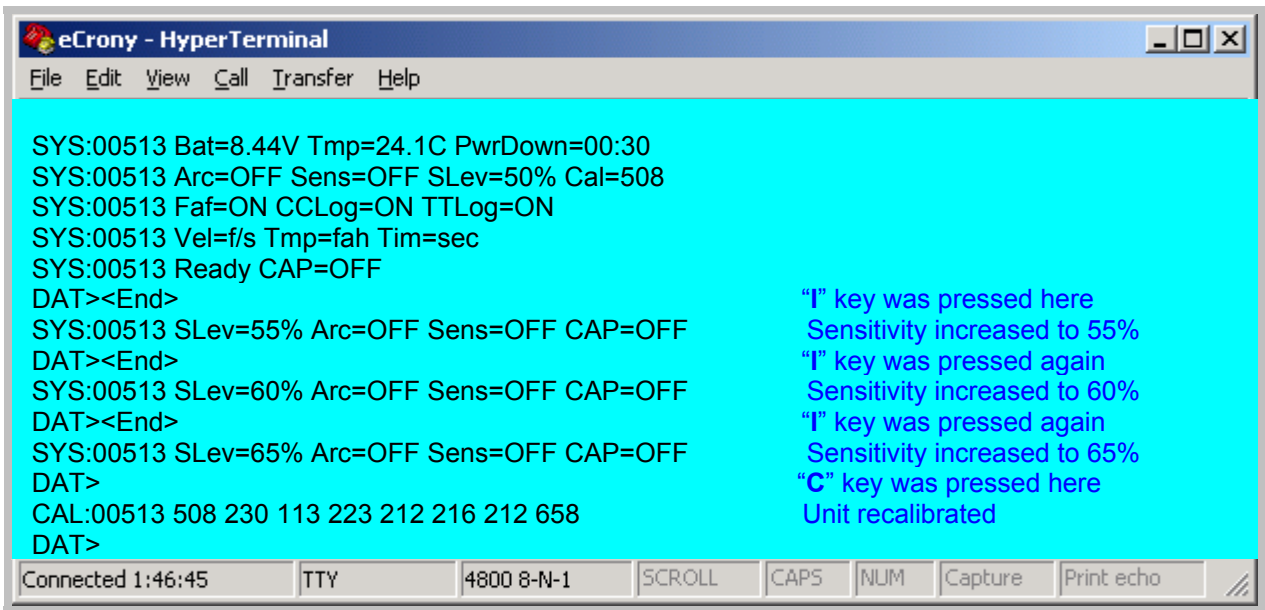 eCrony - HyperTerminal
File Edit View Call Transfer Help
SYS:00513 Bat=8.44V Tmp=24.1C PwrDown=00:30
SYS:00513 Arc=OFF Sens=OFF SLev=50% Cal=508
SYS:00513 Faf=ON CCLog=ON TTLog=ON
SYS:00513 Vel=f/s Tmp=fah Tim=sec
SYS:00513 Ready CAP=OFF
DAT><End> “I” key was pressed here
SYS:00513 SLev=55% Arc=OFF Sens=OFF CAP=OFF Sensitivity increased to 55%
DAT><End> “I” key was pressed again
SYS:00513 SLev=60% Arc=OFF Sens=OFF CAP=OFF Sensitivity increased to 60%
DAT><End> “I” key was pressed again
SYS:00513 SLev=65% Arc=OFF Sens=OFF CAP=OFF Sensitivity increased to 65%
DAT> “C” key was pressed here
CAL:00513 508 230 113 223 212 216 212 658 Unit recalibrated
DAT>
Connected 1:46:45 TTY 4800 8-N-1 SCROLL CAPS NUM Capture Print echo